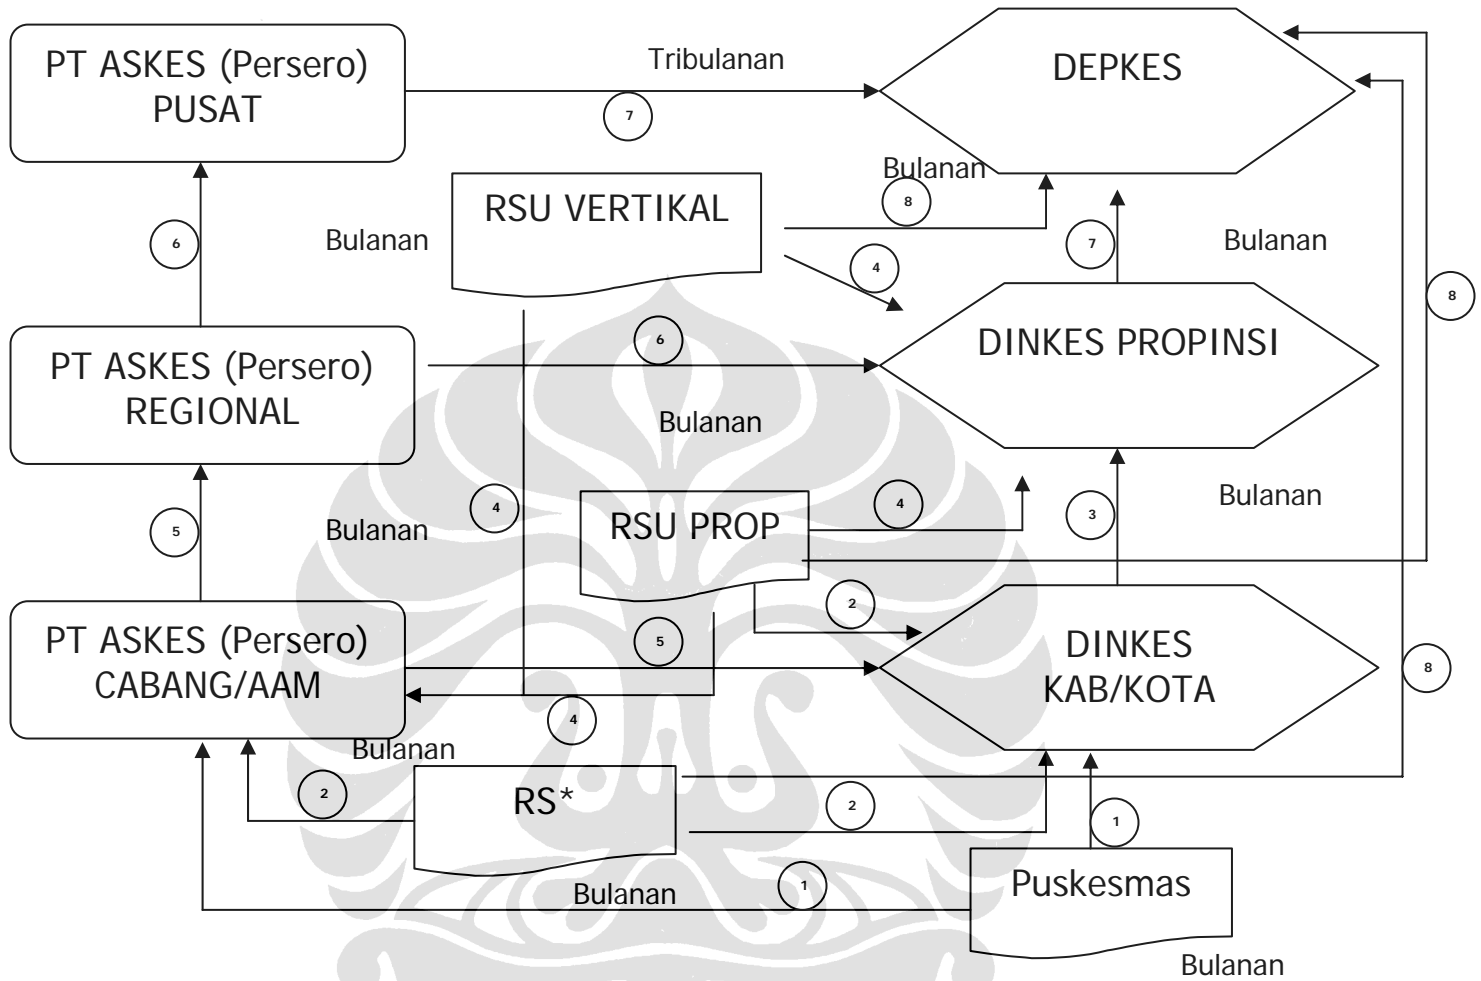 PT ASKES (Persero)
PUSAT
Tribulanan
7
DEPKES
Bulanan
RSU VERTIKAL
8
6
Bulanan
4
7
Bulanan
8
PT ASKES (Persero)
REGIONAL
6
DINKES PROPINSI
Bulanan
5
Bulanan
4
RSU PROP
4
3
Bulanan
2
PT ASKES (Persero)
CABANG/AAM
5
DINKES
KAB/KOTA
8
4
Bulanan
2
RS*
2
1
Bulanan
1
Puskesmas
Bulanan